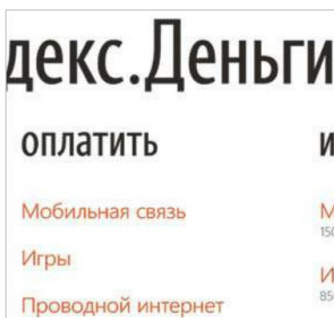 декс.Деньги
оплатить
Мобильная связь
Игры
Проводной интернет